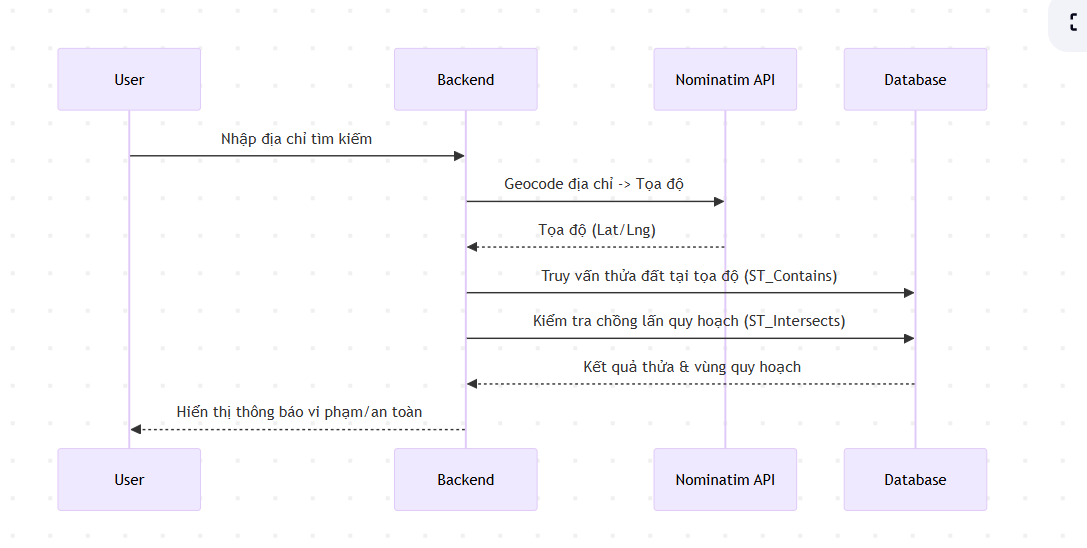 User
Backend
Nominatim API
Database
Nhập địa chỉ tìm kiếm
Geocode địa chỉ -> Tọa độ
Tọa độ (Lat/Lng)
Truy vấn thửa đất tại tọa độ (ST_Contains)
Kiểm tra chồng lấn quy hoạch (ST_Intersects)
Kết quả thửa & vùng quy hoạch
Hiển thị thông báo vi phạm/an toàn
User
Backend
Nominatim API
Database